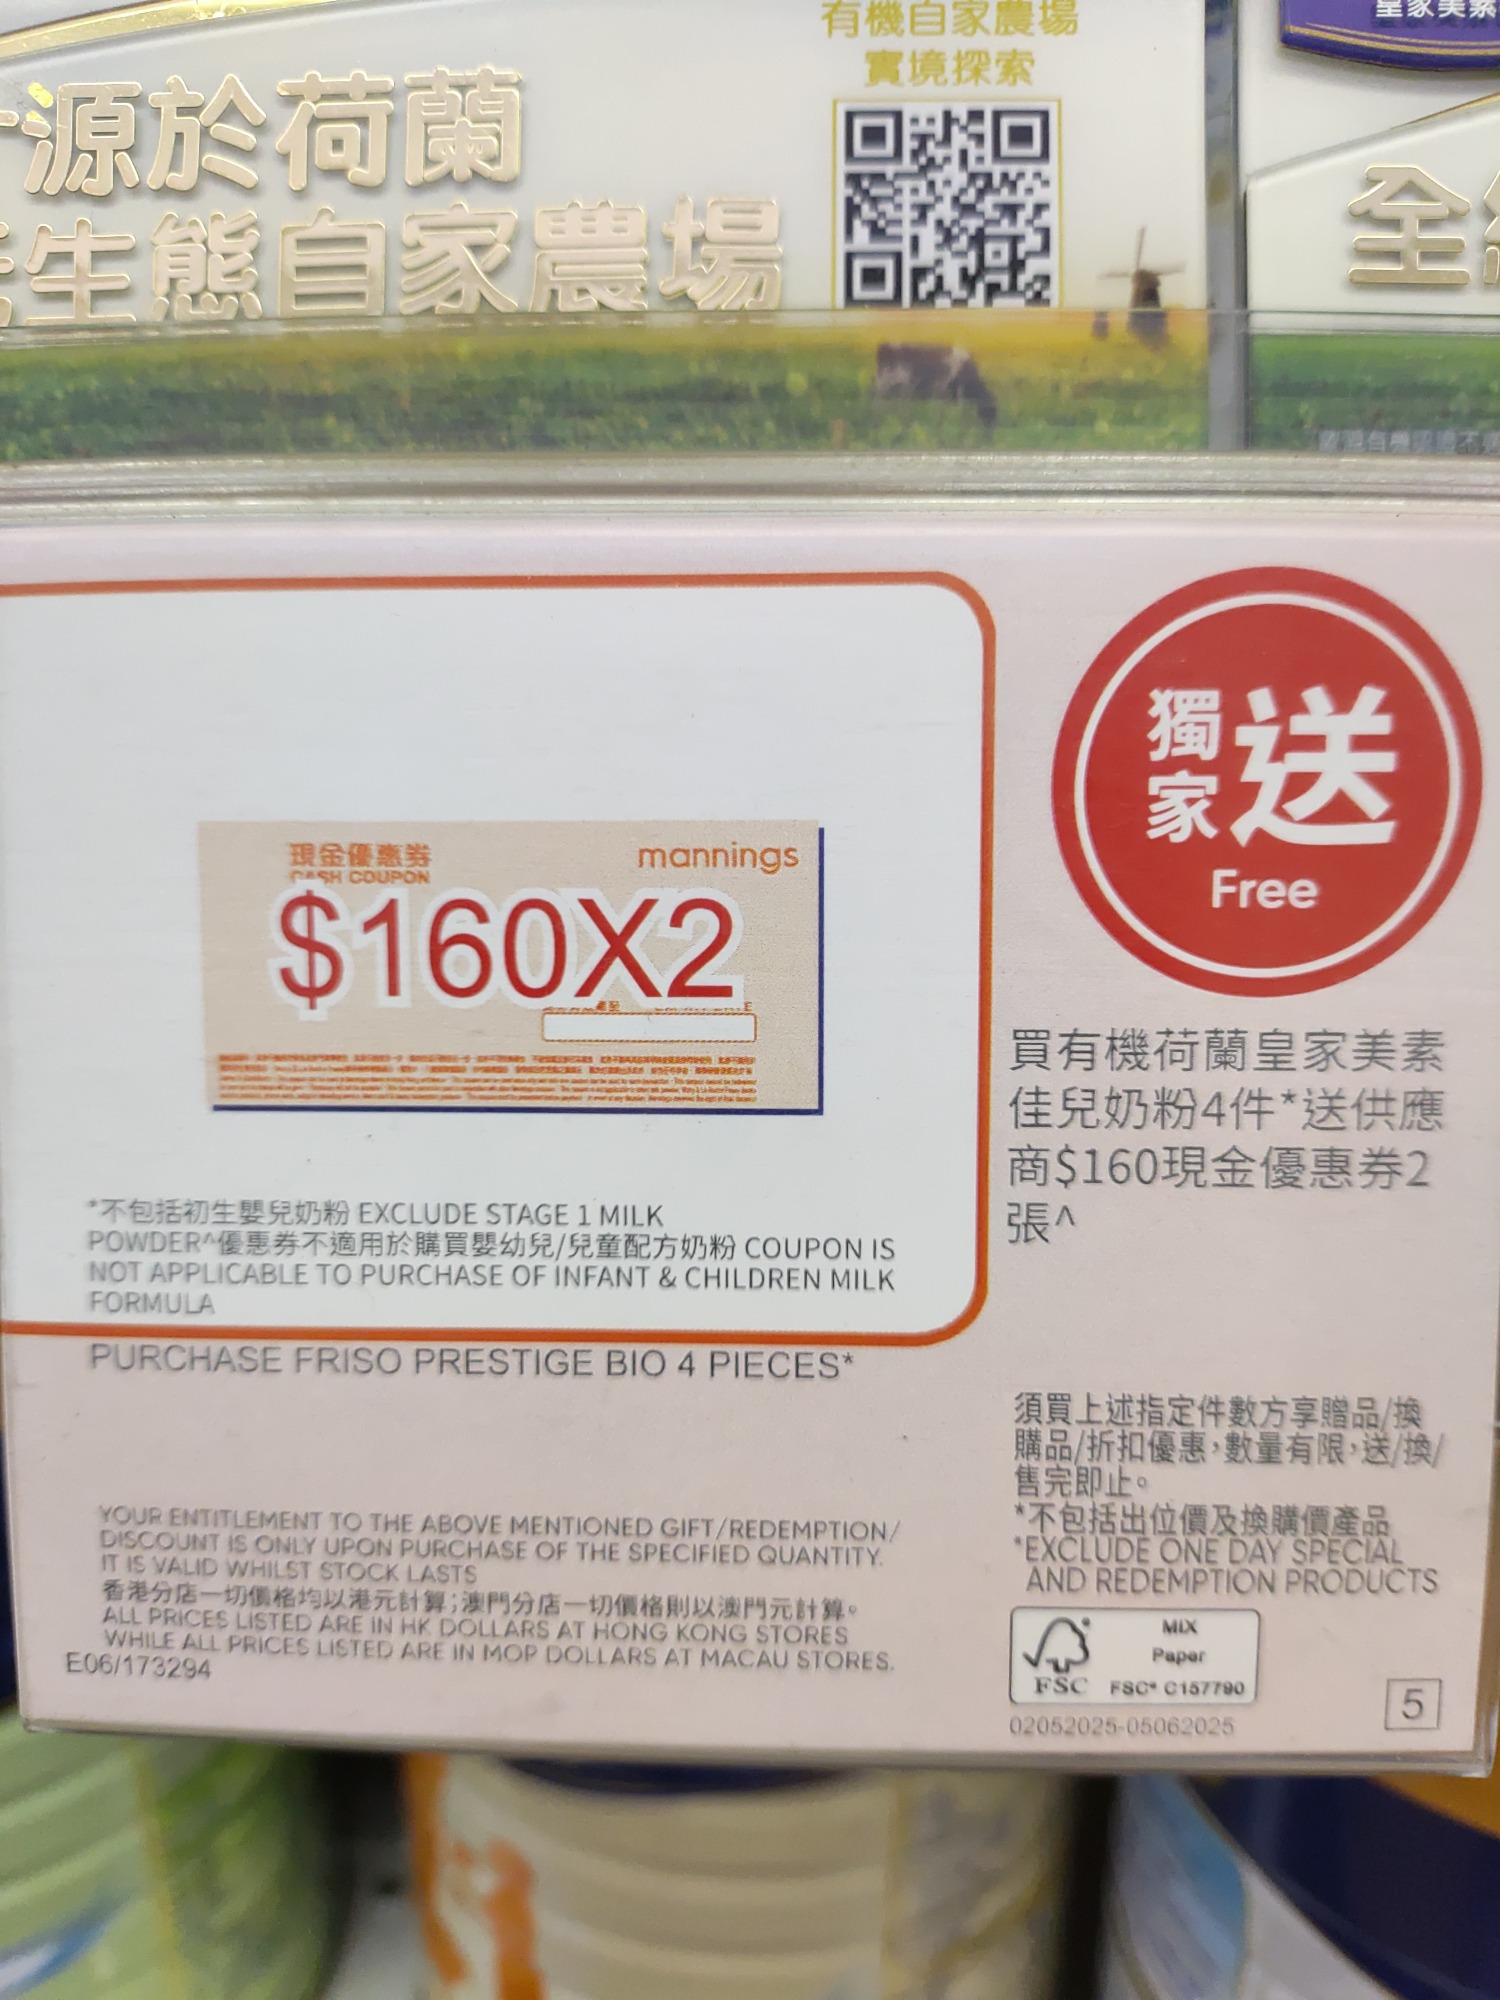 有機自家農場
實境探索
皇家美素
源於荷蘭
生態自家農場
全
獨家送
Free
現金優惠券
mannings
CASH COUPON
$160X2
買有機荷蘭皇家美素
佳兒奶粉4件*送供應
商$160現金優惠券2
張^
*不包括初生嬰兒奶粉 EXCLUDE STAGE 1 MILK
POWDER^優惠券不適用於購買嬰幼兒/兒童配方奶粉 COUPON IS
NOT APPLICABLE TO PURCHASE OF INFANT & CHILDREN MILK
FORMULA
PURCHASE FRISO PRESTIGE BIO 4 PIECES*
須買上述指定件數方享贈品/換
購品/折扣優惠，數量有限，送/換/
售完即止。
*不包括出位價及換購價產品
*EXCLUDE ONE DAY SPECIAL
AND REDEMPTION PRODUCTS
YOUR ENTITLEMENT TO THE ABOVE MENTIONED GIFT/REDEMPTION/
DISCOUNT IS ONLY UPON PURCHASE OF THE SPECIFIED QUANTITY.
IT IS VALID WHILST STOCK LASTS
香港分店一切價格均以港元計算；澳門分店一切價格則以澳門元計算。
ALL PRICES LISTED ARE IN HK DOLLARS AT HONG KONG STORES
WHILE ALL PRICES LISTED ARE IN MOP DOLLARS AT MACAU STORES.
E06/173294
MIX
Paper
FSC
FSC® C157790
02052025-05062025
5